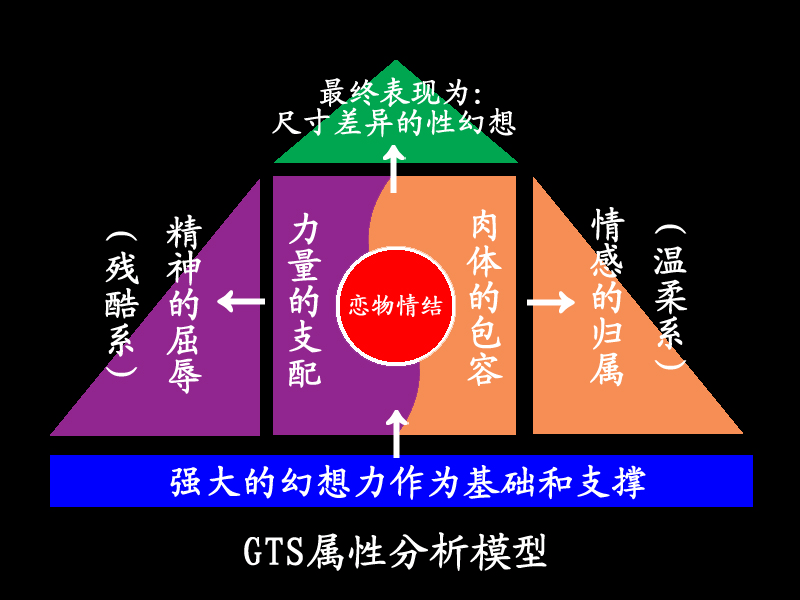 最终表现为:
尺寸差异的性幻想
（残酷系）
精神的屈辱
力量的支配
恋物情结
肉体的包容
情感的归属
（温柔系）
强大的幻想力作为基础和支撑
GTS属性分析模型